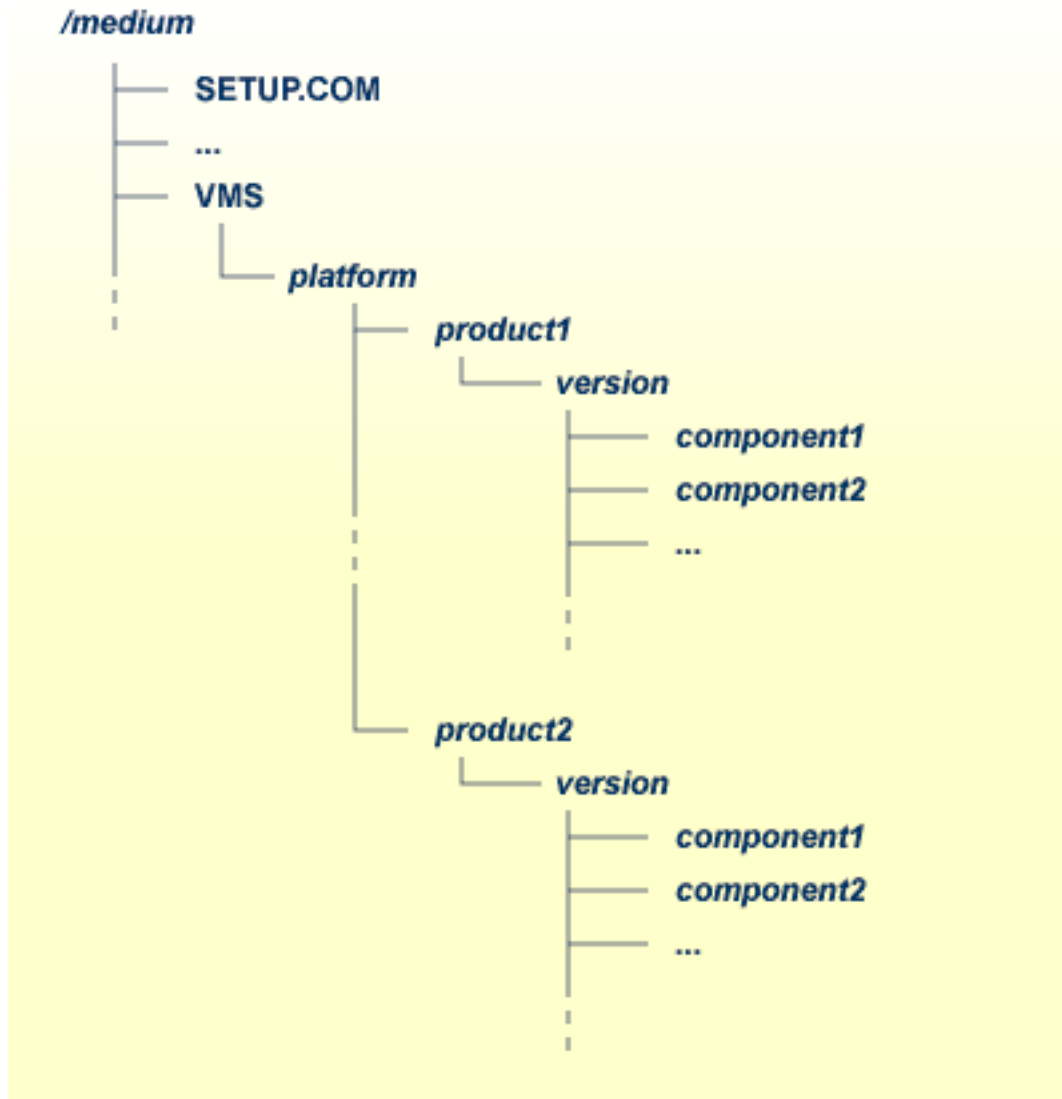 /medium
SETUP.COM
...
VMS
platform
product1
version
component1
component2
...
product2
version
component1
component2
...